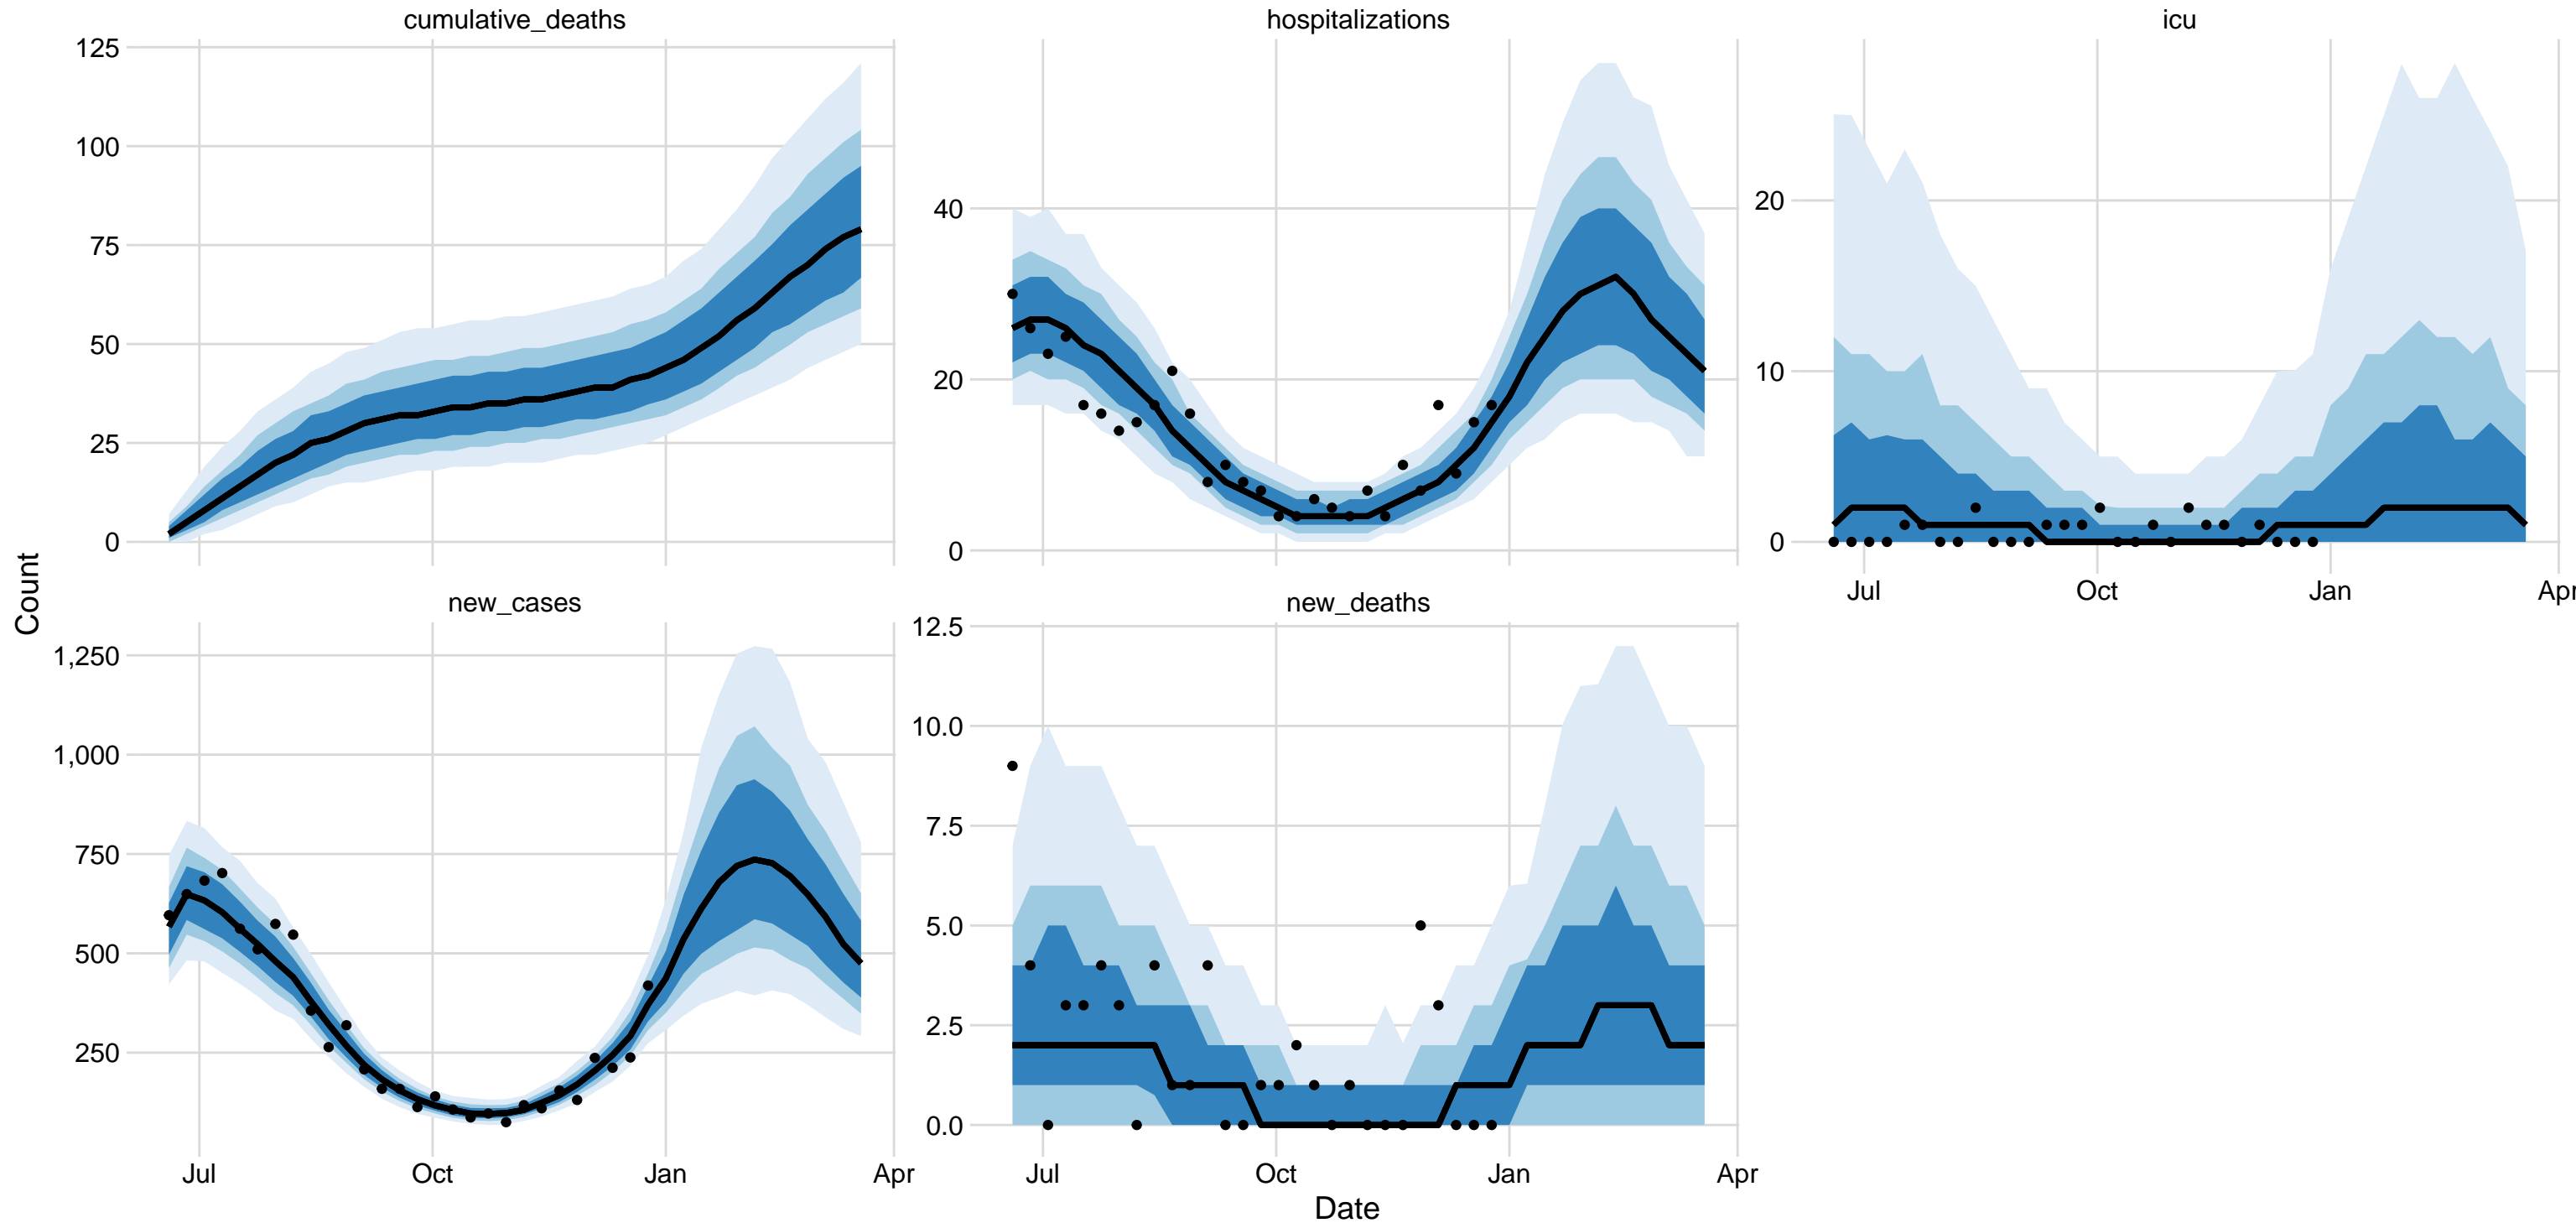 cumulative_deaths
hospitalizations
icu
125
100
75
50
25
0
40
20
0
20
10
0
Jul
Oct
Jan
Apr
Count
new_cases
new_deaths
1,250
1,000
750
500
250
12.5
10.0
7.5
5.0
2.5
0.0
Jul
Oct
Jan
Apr
Jul
Oct
Jan
Apr
Date